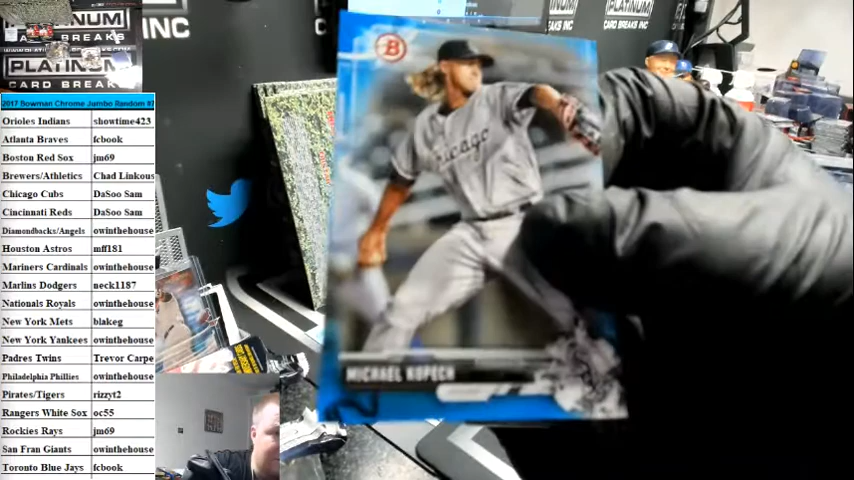 PLATINUM
CARD BREAKS
INC
PLATINUM
CARD BREAKS INC
2017 Bowman Chrome Jumbo Random #7
Orioles Indians showtime423
Atlanta Braves fcbook
Boston Red Sox jm69
Brewers/Athletics Chad Linkous
Chicago Cubs DaSoo Sam
Cincinnati Reds DaSoo Sam
Diamondbacks/Angels owinthehouse
Houston Astros mff181
Mariners Cardinals owinthehouse
Marlins Dodgers neck1187
Nationals Royals owinthehouse
New York Mets blakeg
New York Yankees owinthehouse
Padres Twins Trevor Carpe
Philadelphia Phillies owinthehouse
Pirates/Tigers rizzyt2
Rangers White Sox oc55
Rockies Rays jm69
San Fran Giants owinthehouse
Toronto Blue Jays fcbook
B
Chicago
MICHAEL KOPECH